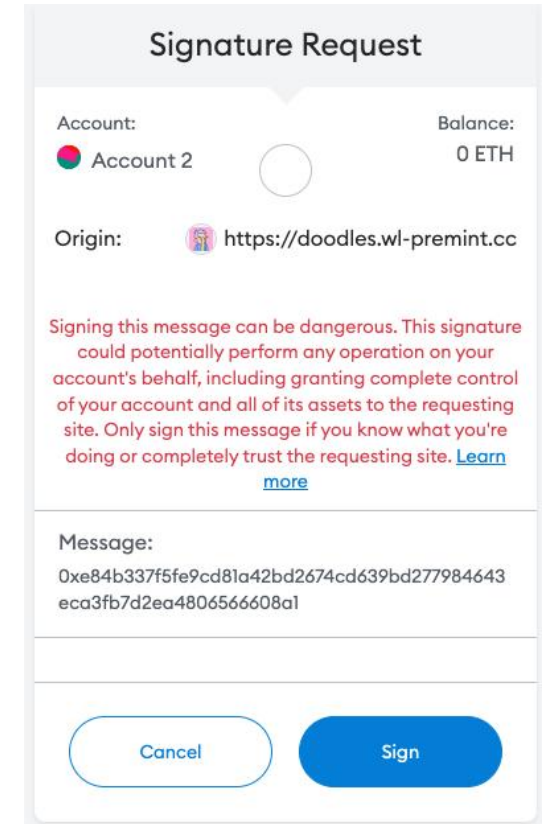 Signature Request
Account:
Balance:
Account 2
0 ETH
Origin:
https://doodles.wl-premint.cc
Signing this message can be dangerous. This signature
could potentially perform any operation on your
account's behalf, including granting complete control
of your account and all of its assets to the requesting
site. Only sign this message if you know what you're
doing or completely trust the requesting site. Learn
more
Message:
0xe84b337f5fe9cd81a42bd2674cd639bd277984643
eca3fb7d2ea4806566608a1
Cancel
Sign